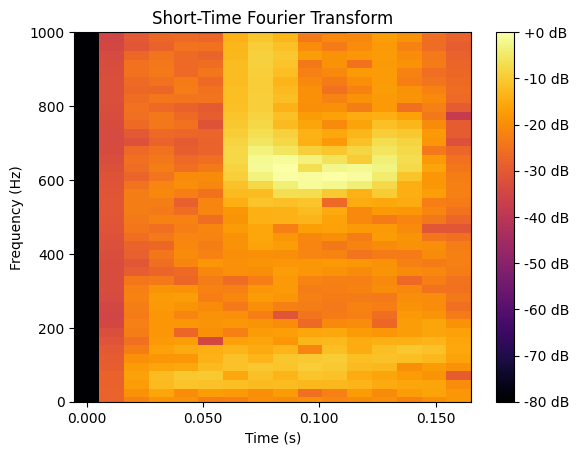 Short-Time Fourier Transform
1000
800
600
400
200
0
Frequency (Hz)
0.000
0.050
0.100
0.150
Time (s)
+0 dB
-10 dB
-20 dB
-30 dB
-40 dB
-50 dB
-60 dB
-70 dB
-80 dB